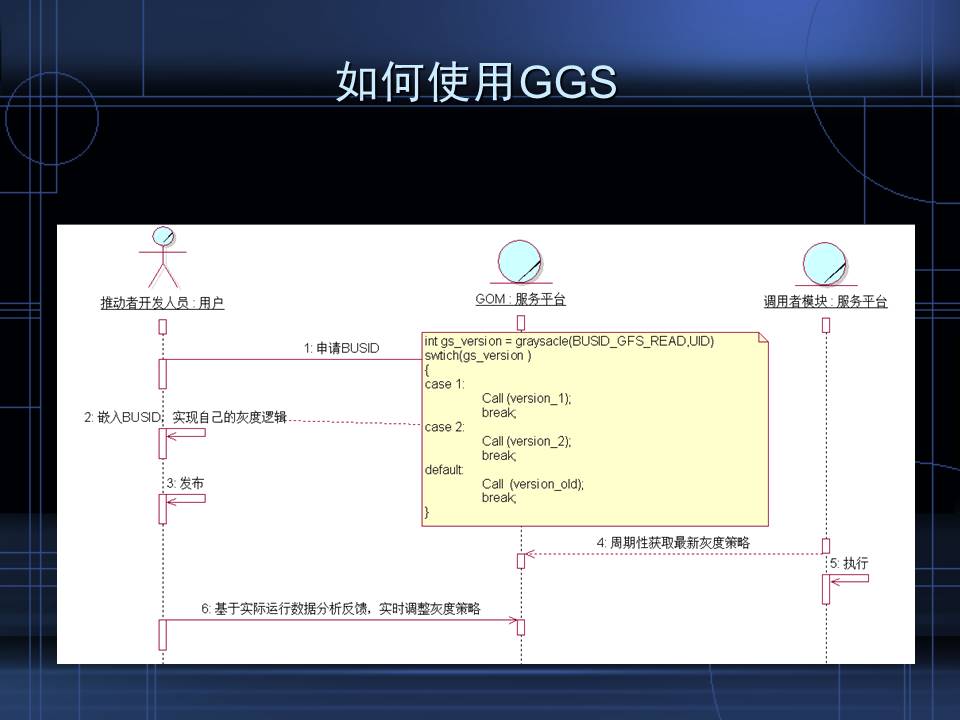 如何使用GGS
推动者开发人员 : 用户
GOM : 服务平台
调用者模块 : 服务平台
1: 申请BUSID
int gs_version = graysacle(BUSID_GFS_READ,UID)
swtich(gs_version )
{
case 1:
Call (version_1);
break;
case 2:
Call (version_2);
break;
default:
Call (version_old);
break;
}
2: 嵌入BUSID，实现自己的灰度逻辑
3: 发布
4: 周期性获取最新灰度策略
5: 执行
6: 基于实际运行数据分析反馈，实时调整灰度策略